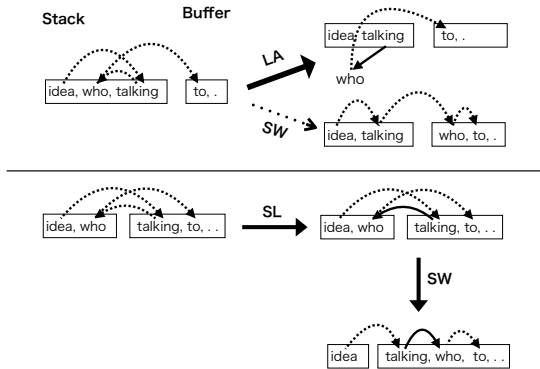 Stack
Buffer
idea, who, talking
to, .
LA
SW
idea, talking
to, .
who
idea, talking
who, to, .
idea, who
talking, to, . .
SL
idea, who
talking, to, . .
SW
idea
talking, who, to, . .